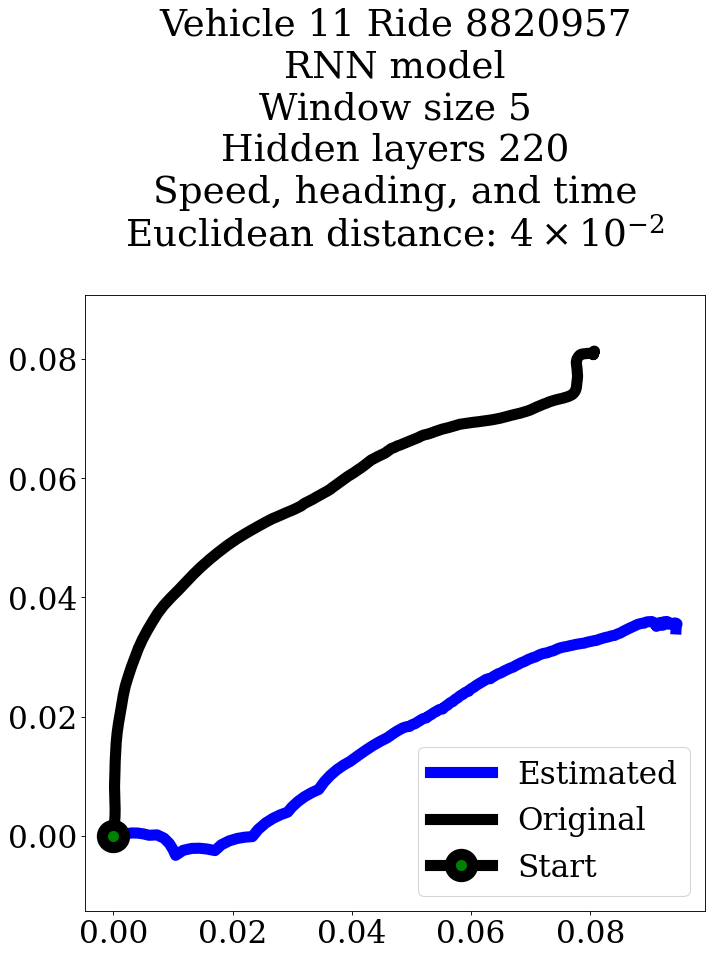 Vehicle 11 Ride 8820957
RNN model
Window size 5
Hidden layers 220
Speed, heading, and time
Euclidean distance: 4 × 10⁻²
0.08
0.06
0.04
0.02
0.00
Estimated
Original
Start
0.00 0.02 0.04 0.06 0.08